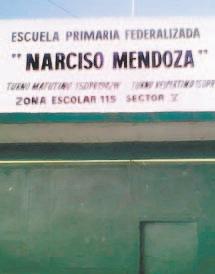 ESCUELA PRIMARIA FEDERALIZADA
"NARCISO MENDOZA"
TURNO MATUTINO TURNO VESPERTINO
ZONA ESCOLAR 115 SECTOR V